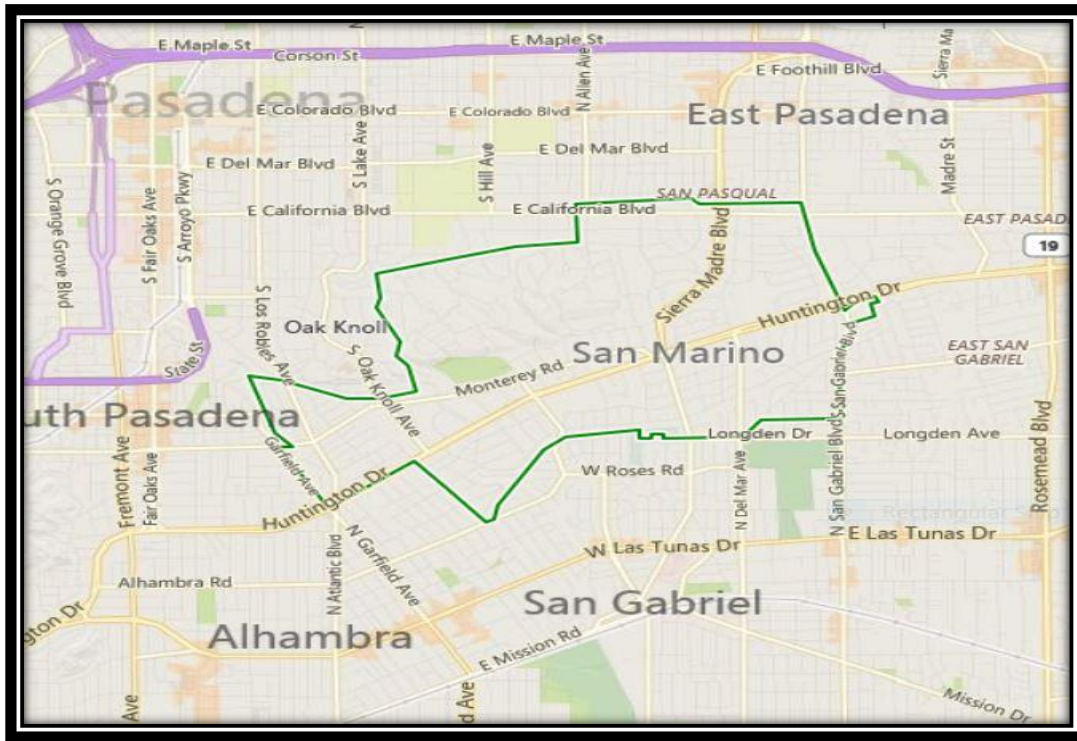 E Maple St
E Maple St
Corson St
E Foothill Blvd
Sierra Ma
N Allen Ave
Pasadena
E Colorado Blvd
E Colorado Blvd
East Pasadena
S Lake Ave
S Hill Ave
E Del Mar Blvd
E Del Mar Blvd
Madre St
S Orange Grove Blvd
S Fair Oaks Ave
S Arroyo Pkwy
SAN PASQUAL
E California Blvd
E California Blvd
EAST PASAD
19
Sierra Madre Blvd
Huntington Dr
S Los Robles Ave
Oak Knoll
S Oak Knoll Ave
San Marino
State St
Monterey Rd
EAST SAN
GABRIEL
S San Gabriel Blvd
uth Pasadena
Garfield Ave
Longden Dr
Longden Ave
Fremont Ave
Fair Oaks Ave
W Roses Rd
N Del Mar Ave
N San Gabriel Blvd
Rosemead Blvd
Huntington Dr
N Atlantic Blvd
N Garfield Ave
W Las Tunas Dr
E Las Tunas Dr
Alhambra Rd
ngton Dr
San Gabriel
Alhambra
E Mission Rd
Mission Dr
Ave
d Ave